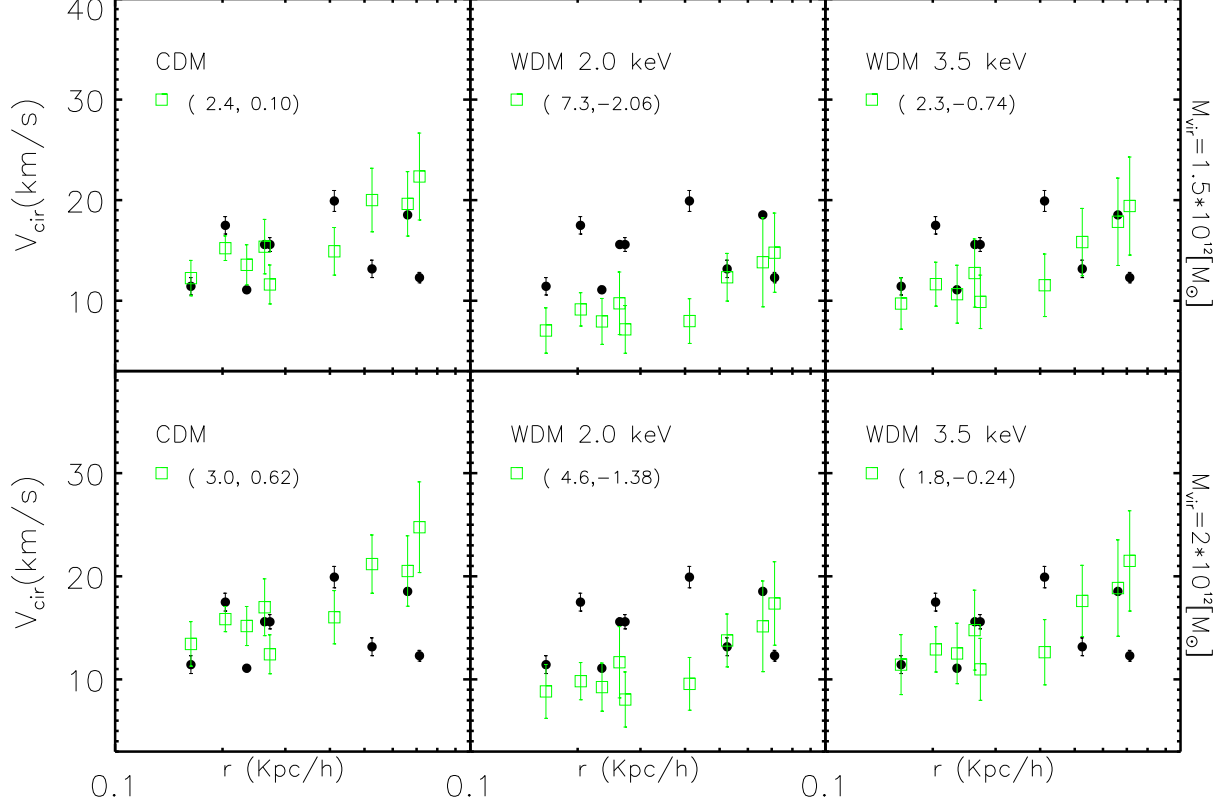 40
CDM
WDM 2.0 keV
WDM 3.5 keV
( 2.4, 0.10)
( 7.3,−2.06)
( 2.3,−0.74)
30
20
10
V_cir(km/s)
M_vir=1.5*10^12[M_⊙]
CDM
WDM 2.0 keV
WDM 3.5 keV
( 3.0, 0.62)
( 4.6,−1.38)
( 1.8,−0.24)
30
20
10
V_cir(km/s)
M_vir=2*10^12[M_⊙]
r (Kpc/h)
r (Kpc/h)
r (Kpc/h)
0.1
0.1
0.1